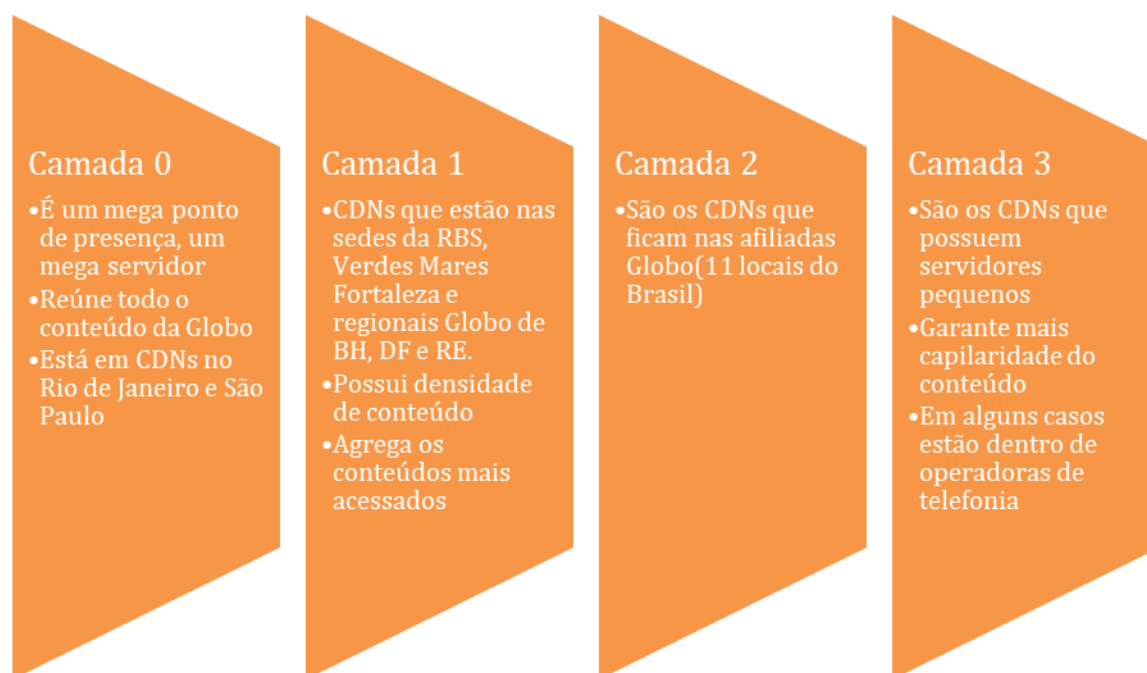 Camada 0
•É um mega ponto
de presença, um
mega servidor
•Reúne todo o
conteúdo da Globo
•Está em CDNs no
Rio de Janeiro e São
Paulo
Camada 1
•CDNs que estão nas
sedes da RBS,
Verdes Mares
Fortaleza e
regionais Globo de
BH, DF e RE.
•Possui densidade
de conteúdo
•Agrega os
conteúdos mais
acessados
Camada 2
•São os CDNs que
ficam nas afiliadas
Globo(11 locais do
Brasil)
Camada 3
•São os CDNs que
possuem
servidores
pequenos
•Garante mais
capilaridade do
conteúdo
•Em alguns casos
estão dentro de
operadoras de
telefonia